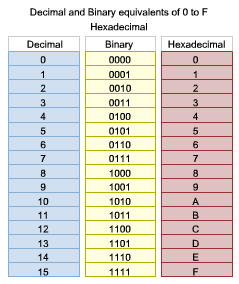 Decimal and Binary equivalents of 0 to F
Hexadecimal
Decimal Binary Hexadecimal
0 0000 0
1 0001 1
2 0010 2
3 0011 3
4 0100 4
5 0101 5
6 0110 6
7 0111 7
8 1000 8
9 1001 9
10 1010 A
11 1011 B
12 1100 C
13 1101 D
14 1110 E
15 1111 F